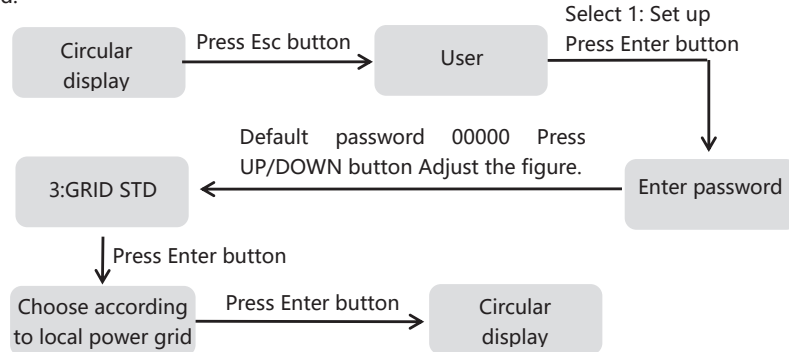 Select 1: Set up
Circular
display
Press Esc button
User
Press Enter button
Default password 00000 Press
UP/DOWN button Adjust the figure.
3:GRID STD
Enter password
Press Enter button
Choose according
to local power grid
Press Enter button
Circular
display